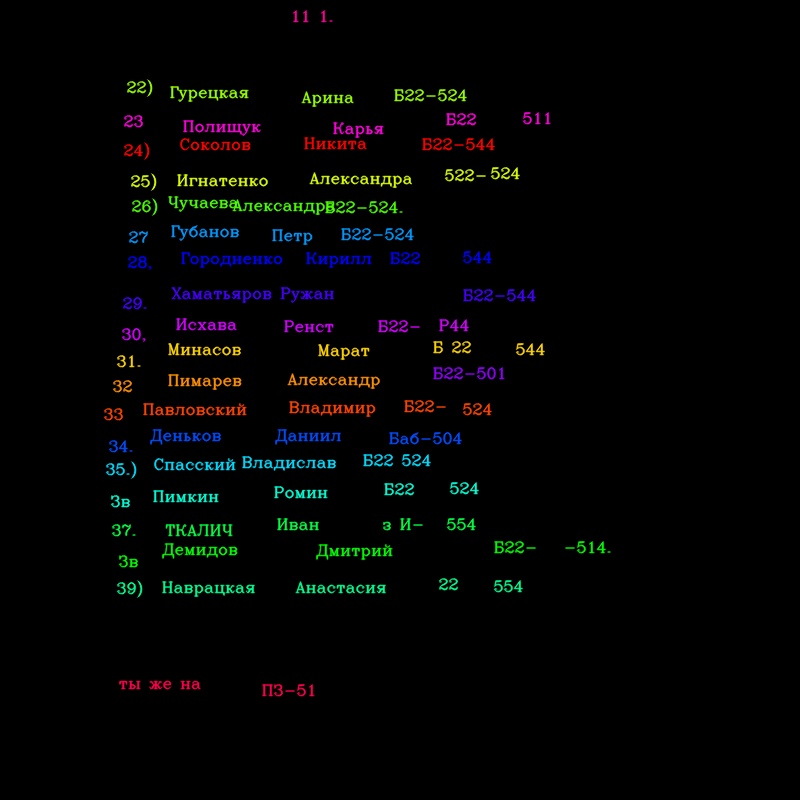 11 1.
22) Гурецкая Арина Б22-524
23 Полищук Карья Б22 511
24) Соколов Никита Б22-544
25) Игнатенко Александра 522- 524
26) Чучаева Александра Б22-524.
27 Губанов Петр Б22-524
28. Городненко Кирилл Б22 544
29. Хаматьяров Ружан Б22-544
30, Исхава Ренст Б22- Р44
31. Минасов Марат Б 22 544
32 Пимарев Александр Б22-501
33 Павловский Владимир Б22- 524
34. Деньков Даниил Баб-504
35.) Спасский Владислав Б22 524
3в Пимкин Ромин Б22 524
37. ТКАЛИЧ Иван з И- 554
3в Демидов Дмитрий Б22- -514.
39) Наврацкая Анастасия 22 554
ты же на ПЗ-51